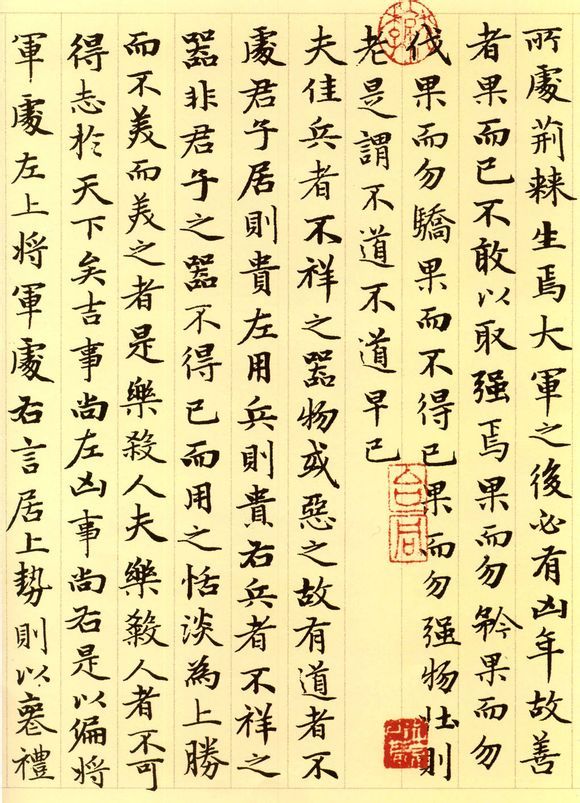 所處荆棘生焉大軍之後必有凶年故善
者果而已不敢以取强焉果而勿矜果而勿
伐果而勿驕果而不得已果而勿强物壯則
老是謂不道不道早已
夫佳兵者不祥之器物或惡之故有道者不
處君子居則貴左用兵則貴右兵者不祥之
器非君子之器不得已而用之恬淡為上勝
而不美而美之者是樂殺人夫樂殺人者不可
得志於天下矣吉事尚左凶事尚右是以偏將
軍處左上將軍處右言居上勢則以喪禮